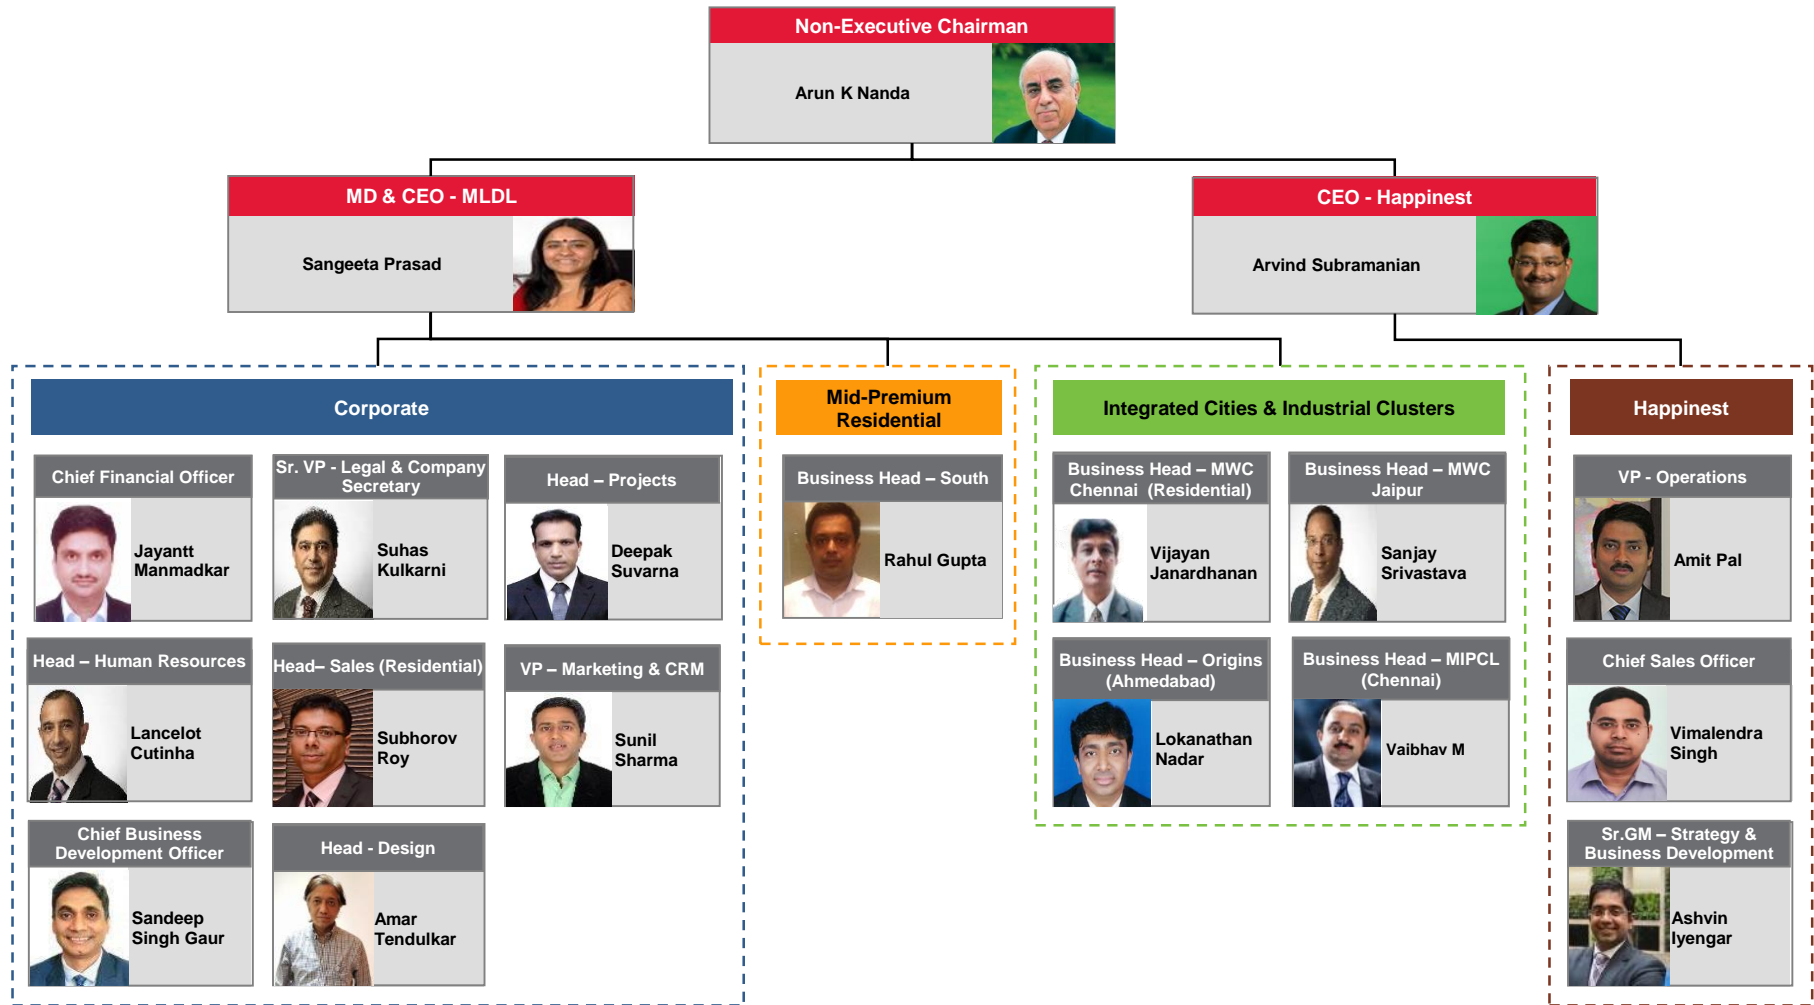 Non-Executive Chairman
Arun K Nanda
MD & CEO - MLDL
Sangeeta Prasad
CEO - Happinest
Arvind Subramanian
Corporate
Chief Financial Officer
Jayantt
Manmadkar
Sr. VP - Legal & Company
Secretary
Suhas
Kulkarni
Head – Projects
Deepak
Suvarna
Head – Human Resources
Lancelot
Cutinha
Head– Sales (Residential)
Subhorov
Roy
VP – Marketing & CRM
Sunil
Sharma
Chief Business
Development Officer
Sandeep
Singh Gaur
Head - Design
Amar
Tendulkar
Mid-Premium
Residential
Business Head – South
Rahul Gupta
Integrated Cities & Industrial Clusters
Business Head – MWC
Chennai (Residential)
Vijayan
Janardhanan
Business Head – MWC
Jaipur
Sanjay
Srivastava
Business Head – Origins
(Ahmedabad)
Lokanathan
Nadar
Business Head – MIPCL
(Chennai)
Vaibhav M
Happinest
VP - Operations
Amit Pal
Chief Sales Officer
Vimalendra
Singh
Sr.GM – Strategy &
Business Development
Ashvin
Iyengar